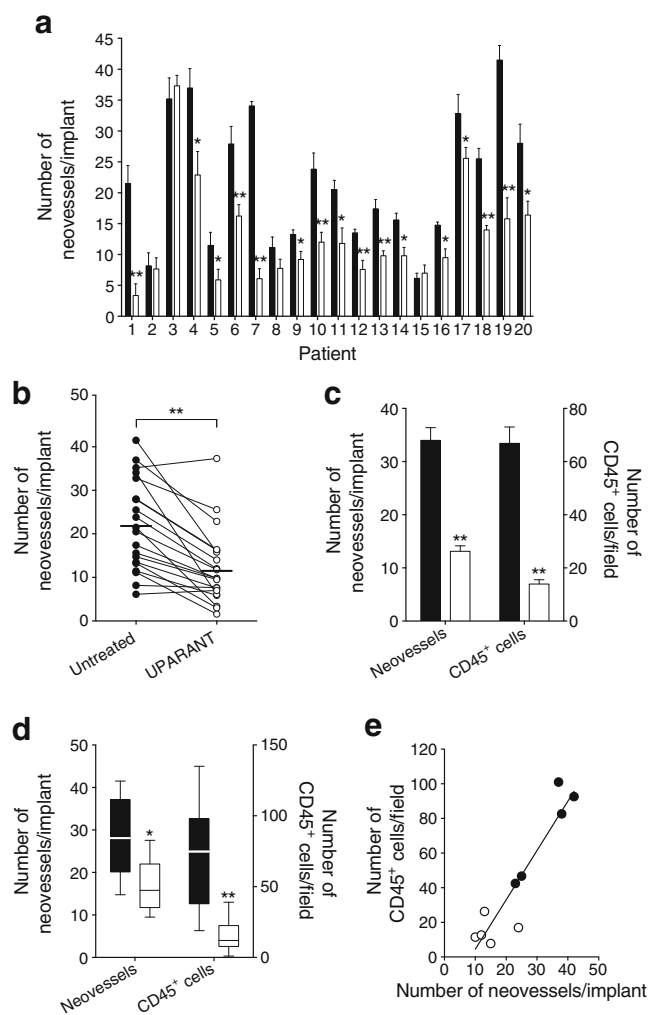 a
Number of
neovessels/implant
45
40
35
30
25
20
15
10
5
0
** * * ** ** * ** * ** ** * * * ** ** *
1 2 3 4 5 6 7 8 9 10 11 12 13 14 15 16 17 18 19 20
Patient
b
Number of
neovessels/implant
50
40
30
20
10
0
**
Untreated
UPARANT
c
Number of
neovessels/implant
40
30
20
10
0
**
**
80
60
40
20
0
Number of
CD45+ cells/field
Neovessels
CD45+ cells
d
Number of
neovessels/implant
50
40
30
20
10
0
*
**
150
100
50
0
Number of
CD45+ cells/field
Neovessels
CD45+ cells
e
Number of
CD45+ cells/field
120
100
80
60
40
20
0
0 10 20 30 40 50
Number of neovessels/implant